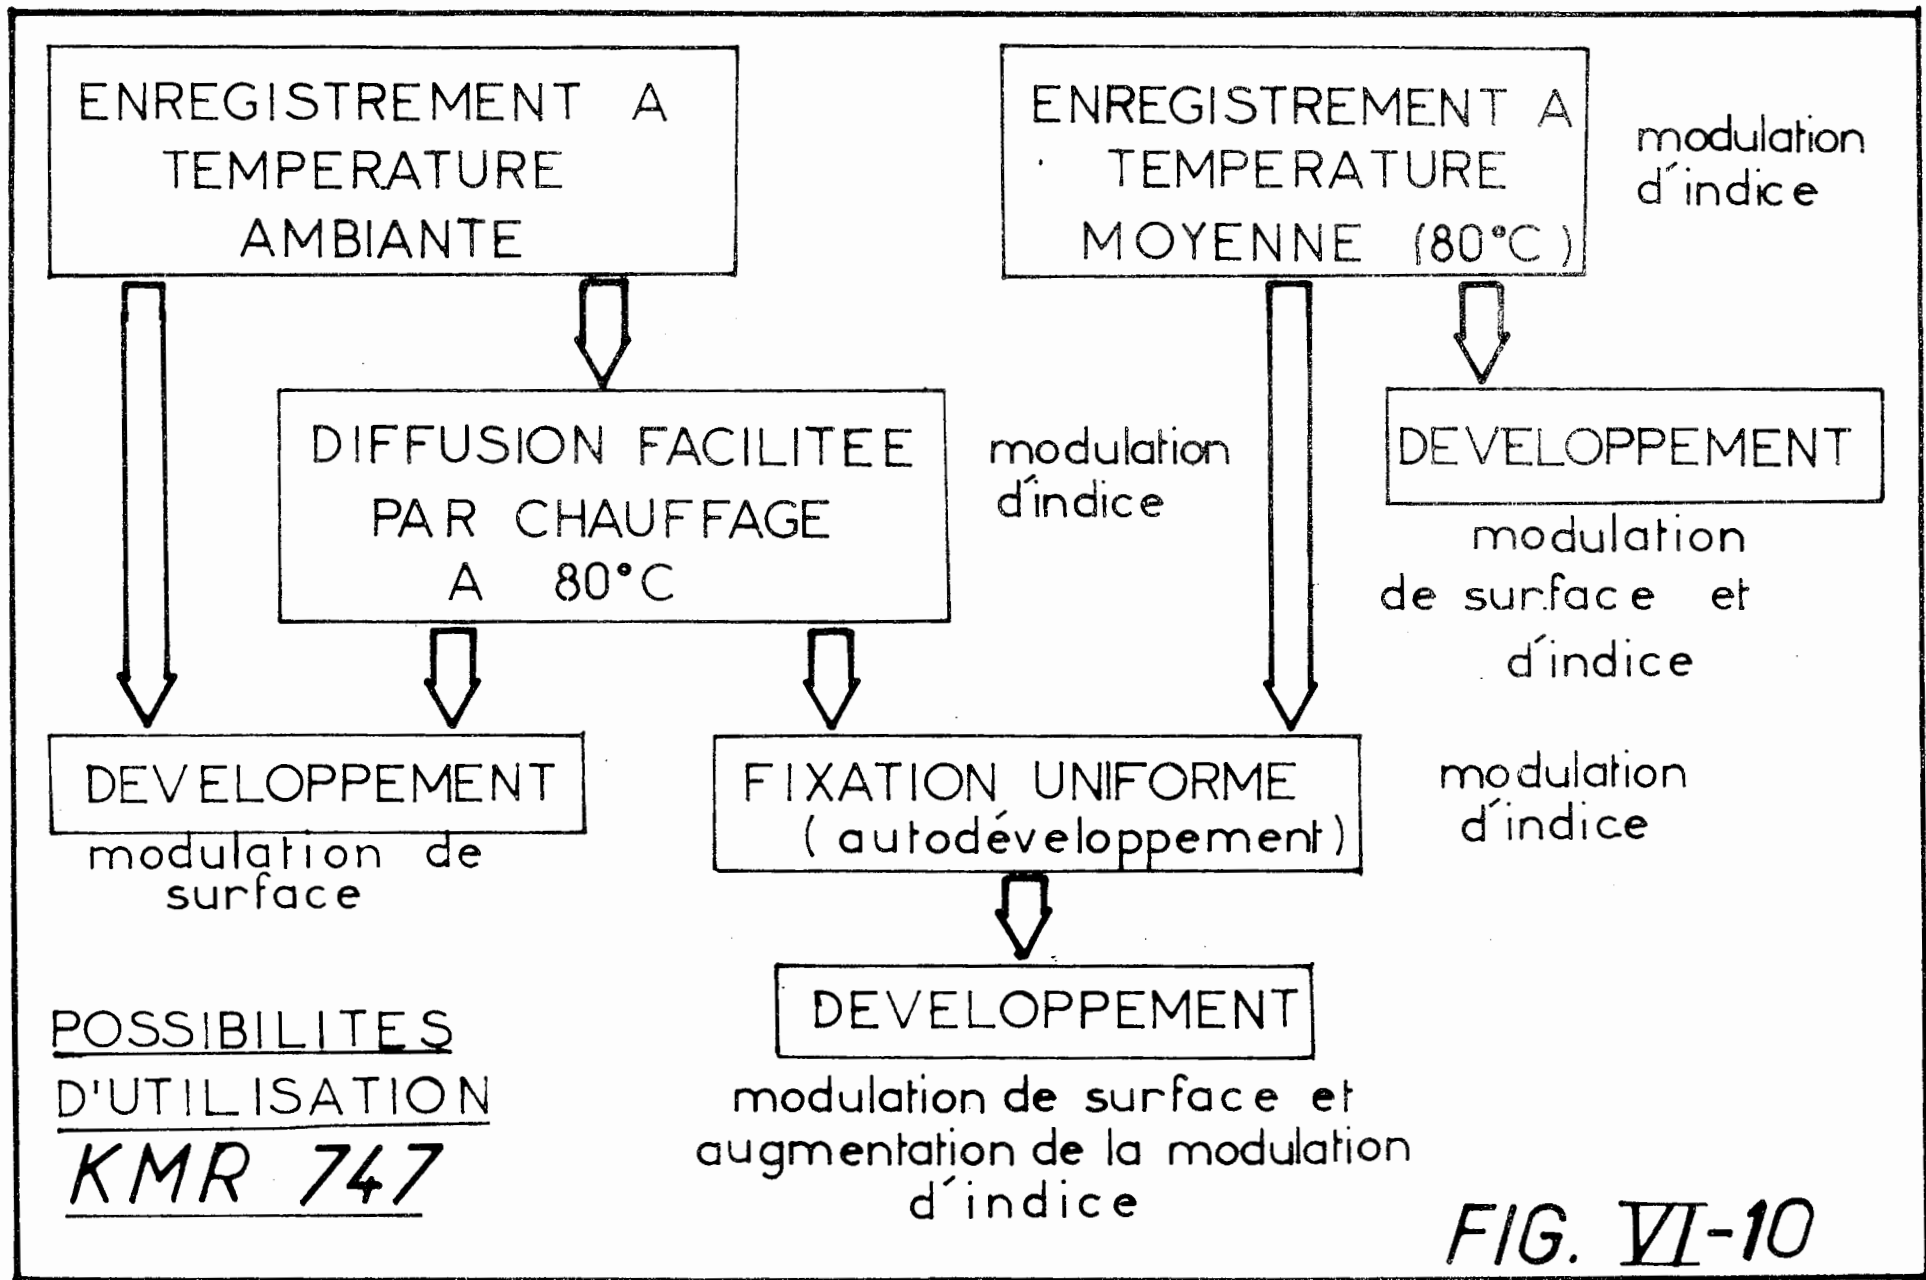 ENREGISTREMENT A
TEMPERATURE
AMBIANTE
ENREGISTREMENT A
TEMPERATURE
MOYENNE (80°C)
modulation
d'indice
DIFFUSION FACILITEE
PAR CHAUFFAGE
A 80°C
modulation
d'indice
DEVELOPPEMENT
modulation
de surface et
d'indice
DEVELOPPEMENT
modulation de
surface
FIXATION UNIFORME
(autodéveloppement)
modulation
d'indice
DEVELOPPEMENT
modulation de surface et
augmentation de la modulation
d'indice
POSSIBILITES
D'UTILISATION
KMR 747
FIG. VI-10